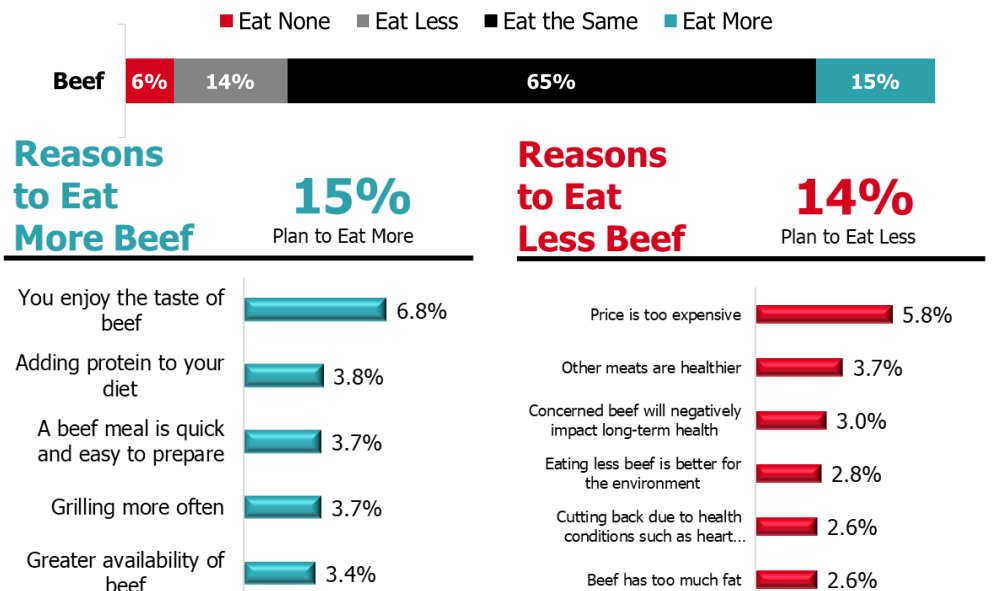 Eat None Eat Less Eat the Same Eat More
Beef 6% 14% 65% 15%
Reasons
to Eat
More Beef
15%
Plan to Eat More
You enjoy the taste of
beef
6.8%
Adding protein to your
diet
3.8%
A beef meal is quick
and easy to prepare
3.7%
Grilling more often
3.7%
Greater availability of
beef
3.4%
Reasons
to Eat
Less Beef
14%
Plan to Eat Less
Price is too expensive
5.8%
Other meats are healthier
3.7%
Concerned beef will negatively
impact long-term health
3.0%
Eating less beef is better for
the environment
2.8%
Cutting back due to health
conditions such as heart...
2.6%
Beef has too much fat
2.6%